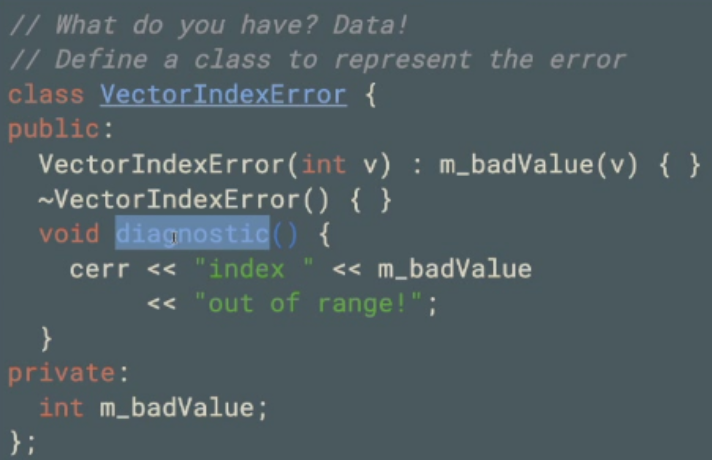 // What do you have? Data!
// Define a class to represent the error
class VectorIndexError {
public:
  VectorIndexError(int v) : m_badValue(v) { }
  ~VectorIndexError() { }
  void diagnostic() {
    cerr << "index " << m_badValue
         << "out of range!";
  }
private:
  int m_badValue;
};